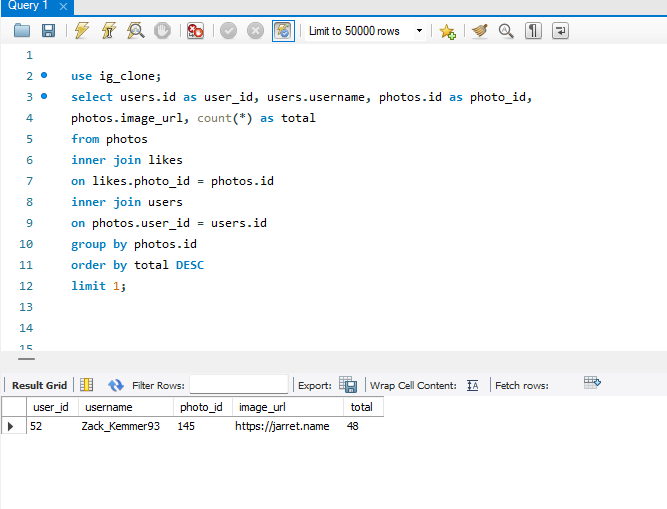 Query 1
Limit to 50000 rows
1
2 use ig_clone;
3 select users.id as user_id, users.username, photos.id as photo_id,
4 photos.image_url, count(*) as total
5 from photos
6 inner join likes
7 on likes.photo_id = photos.id
8 inner join users
9 on photos.user_id = users.id
10 group by photos.id
11 order by total DESC
12 limit 1;
13
14
15
Result Grid Filter Rows: Export: Wrap Cell Content: Fetch rows:
user_id username photo_id image_url total
52 Zack_Kemmer93 145 https://jarret.name 48